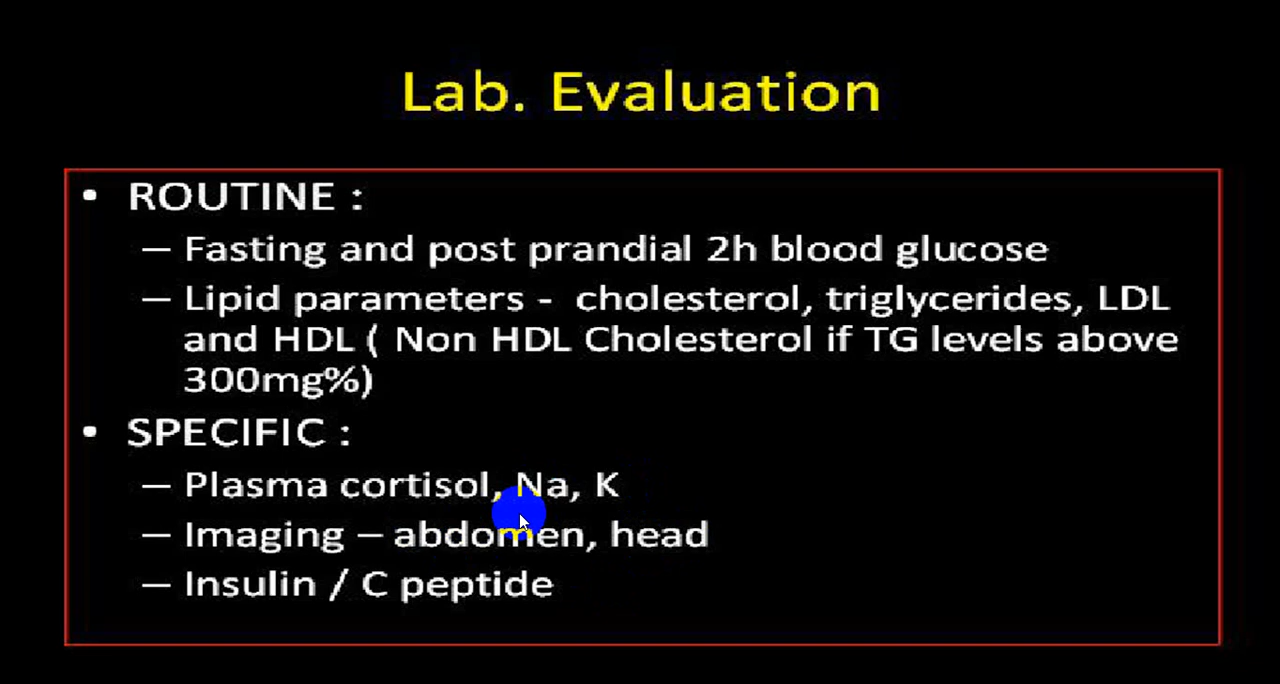 Lab. Evaluation
• ROUTINE :
– Fasting and post prandial 2h blood glucose
– Lipid parameters - cholesterol, triglycerides, LDL
and HDL ( Non HDL Cholesterol if TG levels above
300mg%)
• SPECIFIC :
– Plasma cortisol, Na, K
– Imaging – abdomen, head
– Insulin / C peptide